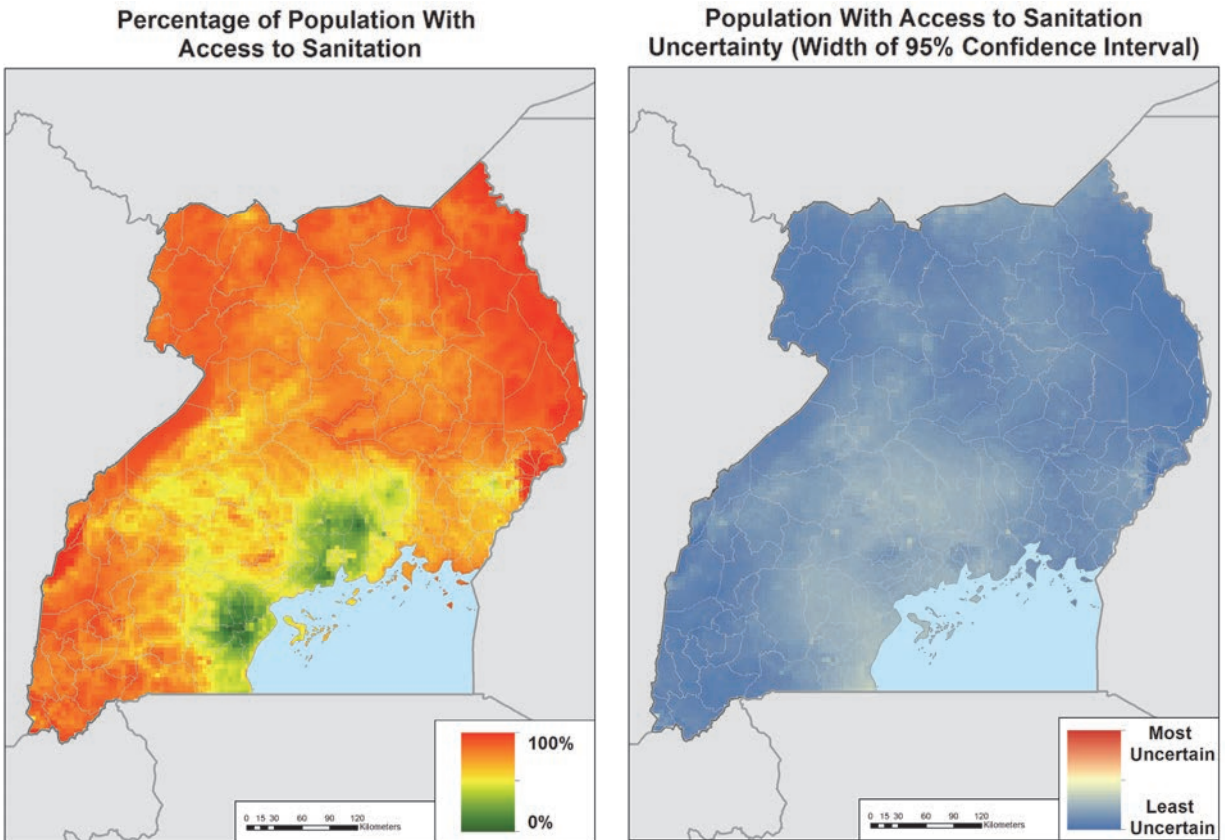 Percentage of Population With
Access to Sanitation
100%
0%
0 15 30 60 90 120
Kilometers
Population With Access to Sanitation
Uncertainty (Width of 95% Confidence Interval)
Most
Uncertain
Least
Uncertain
0 15 30 60 90 120
Kilometers